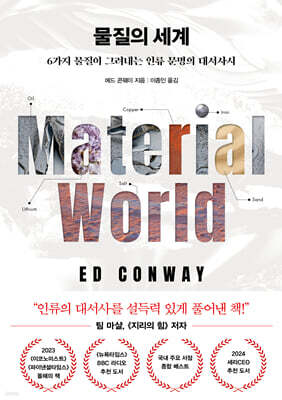 물질의 세계
6가지 물질이 그려내는 인류 문명의 대서사시
에드 콘웨이 지음 | 이종인 옮김
Oil
Copper
Iron
Material
World
Lithium
Salt
Sand
ED CONWAY
“인류의 대서사를 설득력 있게 풀어낸 책!”
팀 마샬, 《지리의 힘》 저자
2023
《이코노미스트》
《파이낸셜타임스》
올해의 책
《뉴욕타임스》
BBC 라디오
추천 도서
국내 주요 서점
종합 베스트
2024
세리CEO
추천 도서